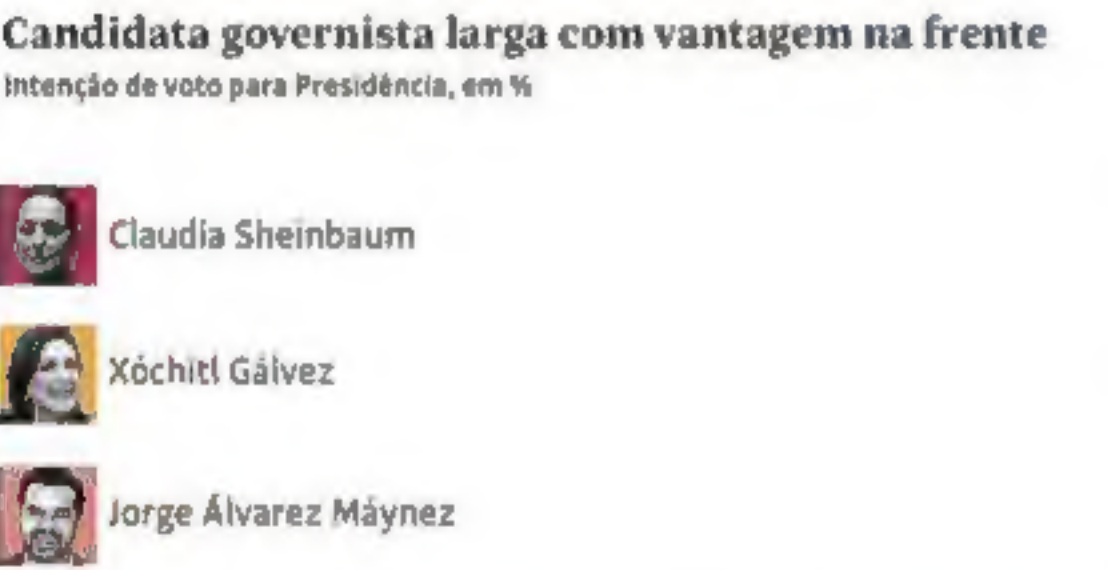 Candidata governista larga com vantagem na frente
Intenção de voto para Presidência, em %
Claudia Sheinbaum
Xóchitl Gálvez
Jorge Álvarez Máynez